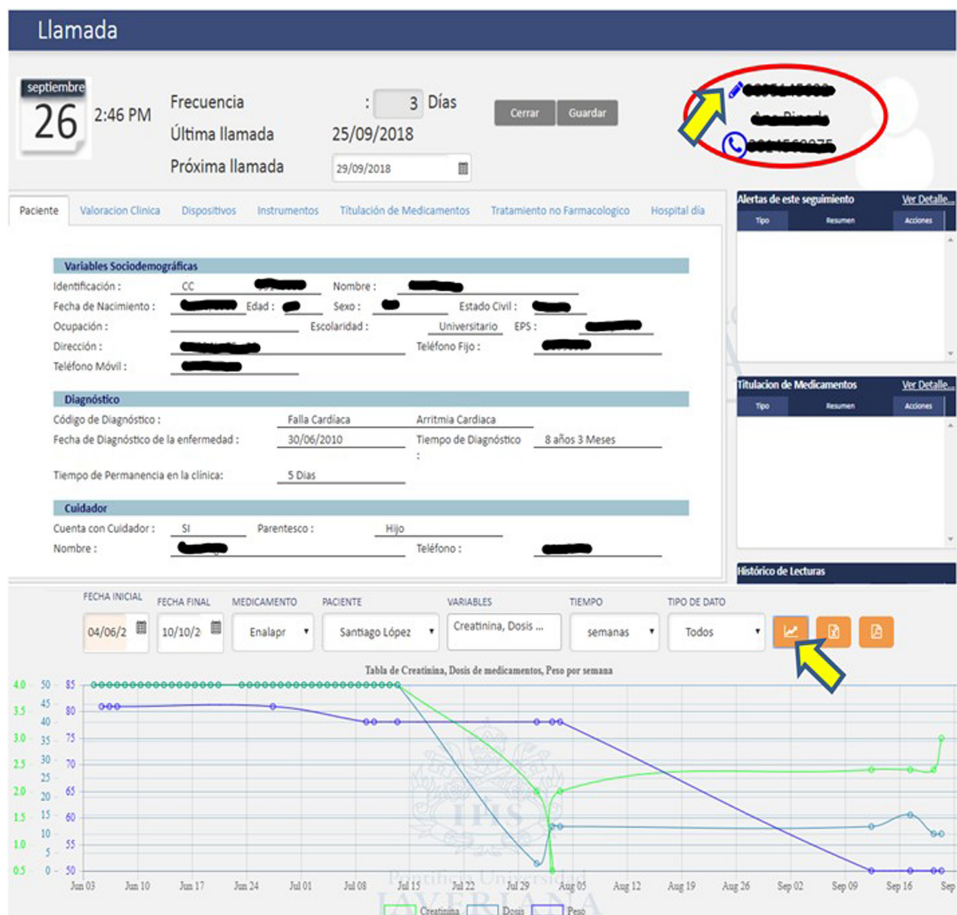 Llamada
septiembre
26
2:46 PM
Frecuencia : 3 Días
Última llamada 25/09/2018
Próxima llamada 29/09/2018
Cerrar Guardar
Paciente Valoracion Clinica Dispositivos Instrumentos Titulación de Medicamentos Tratamiento no Farmacologico Hospital día
Variables Sociodemográficas
Identificación : CC Nombre :
Fecha de Nacimiento : Edad : Sexo : Estado Civil :
Ocupación : Escolaridad : Universitario EPS :
Dirección : Teléfono Fijo :
Teléfono Móvil :
Diagnóstico
Código de Diagnóstico : Falla Cardíaca Arritmia Cardiaca
Fecha de Diagnóstico de la enfermedad : 30/06/2010 Tiempo de Diagnóstico : 8 años 3 Meses
Tiempo de Permanencia en la clínica: 5 Dias
Cuidador
Cuenta con Cuidador : SI Parentesco : Hijo
Nombre : Teléfono :
Alertas de este seguimiento Ver Detalle...
Tipo Resumen Acciones
Titulacion de Medicamentos Ver Detalle...
Tipo Resumen Acciones
Histórico de Lecturas
FECHA INICIAL FECHA FINAL MEDICAMENTO PACIENTE VARIABLES TIEMPO TIPO DE DATO
04/06/2 10/10/2 Enalapr Santiago López Creatinina, Dosis ... semanas Todos
Tabla de Creatinina, Dosis de medicamentos, Peso por semana
4.0 50 85
3.5 45 80
40
3.0 35 75
2.5 30 70
25
2.0 20 65
1.5 15 60
1.0 10 55
5
0.5 0 50
Jun 03 Jun 10 Jun 17 Jun 24 Jul 01 Jul 08 Jul 15 Jul 22 Jul 29 Aug 05 Aug 12 Aug 19 Aug 26 Sep 02 Sep 09 Sep 16 Sep
Pontificia Universidad
JAVERIANA
Creatinina Dosis Peso